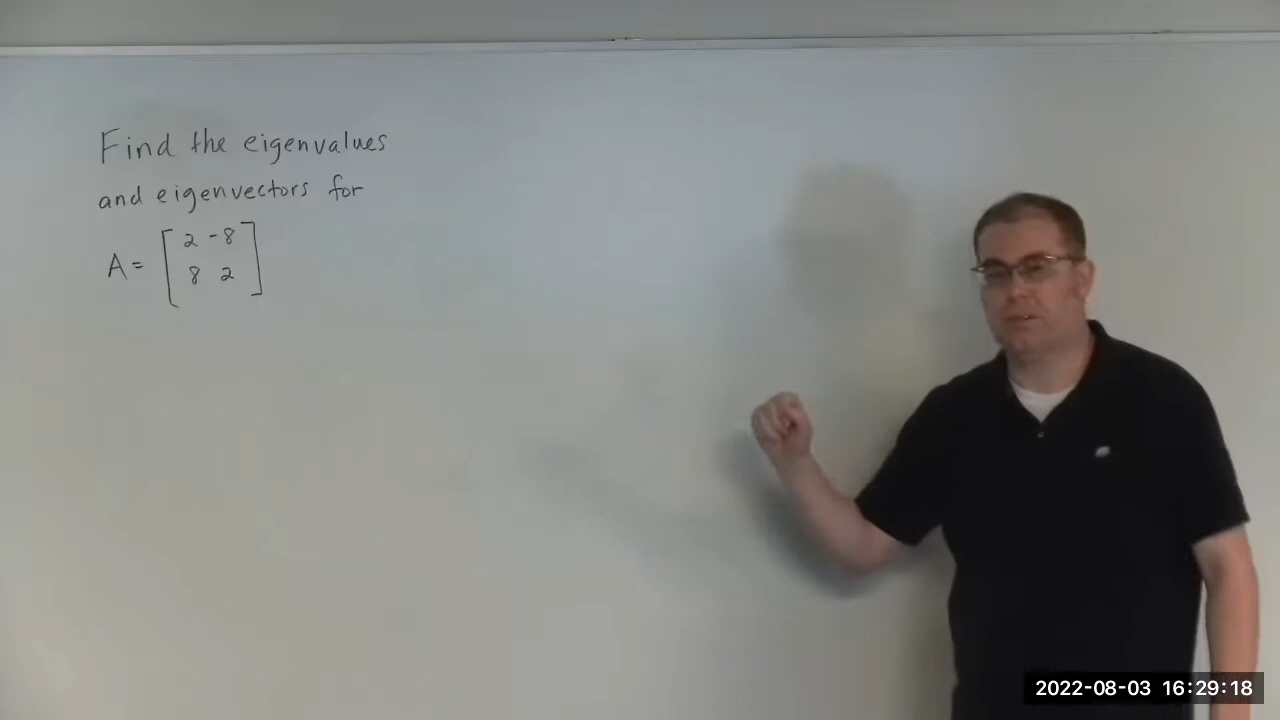 Find the eigenvalues
and eigenvectors for
A = [ 2 -8
8 2 ]
2022-08-03 16:29:18